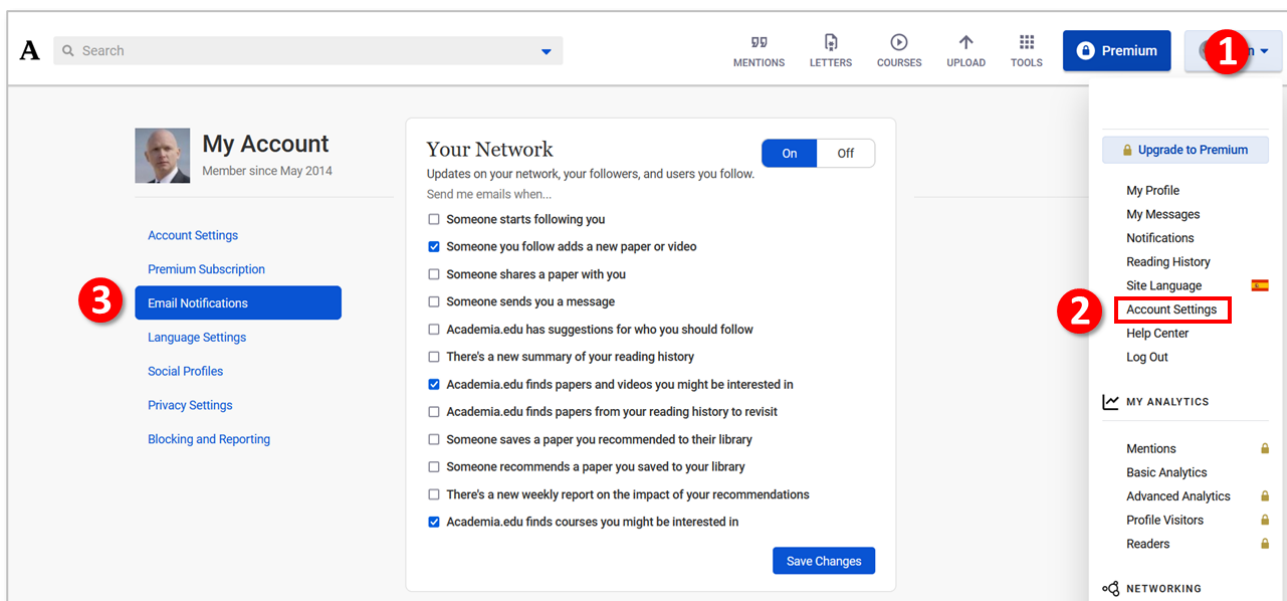 A
Search
MENTIONS
LETTERS
COURSES
UPLOAD
TOOLS
Premium
1
n
My Account
Member since May 2014
Account Settings
Premium Subscription
3
Email Notifications
Language Settings
Social Profiles
Privacy Settings
Blocking and Reporting
Your Network
On
Off
Updates on your network, your followers, and users you follow.
Send me emails when...
Someone starts following you
Someone you follow adds a new paper or video
Someone shares a paper with you
Someone sends you a message
Academia.edu has suggestions for who you should follow
There's a new summary of your reading history
Academia.edu finds papers and videos you might be interested in
Academia.edu finds papers from your reading history to revisit
Someone saves a paper you recommended to their library
Someone recommends a paper you saved to your library
There's a new weekly report on the impact of your recommendations
Academia.edu finds courses you might be interested in
Save Changes
Upgrade to Premium
My Profile
My Messages
Notifications
Reading History
Site Language
2
Account Settings
Help Center
Log Out
MY ANALYTICS
Mentions
Basic Analytics
Advanced Analytics
Profile Visitors
Readers
NETWORKING